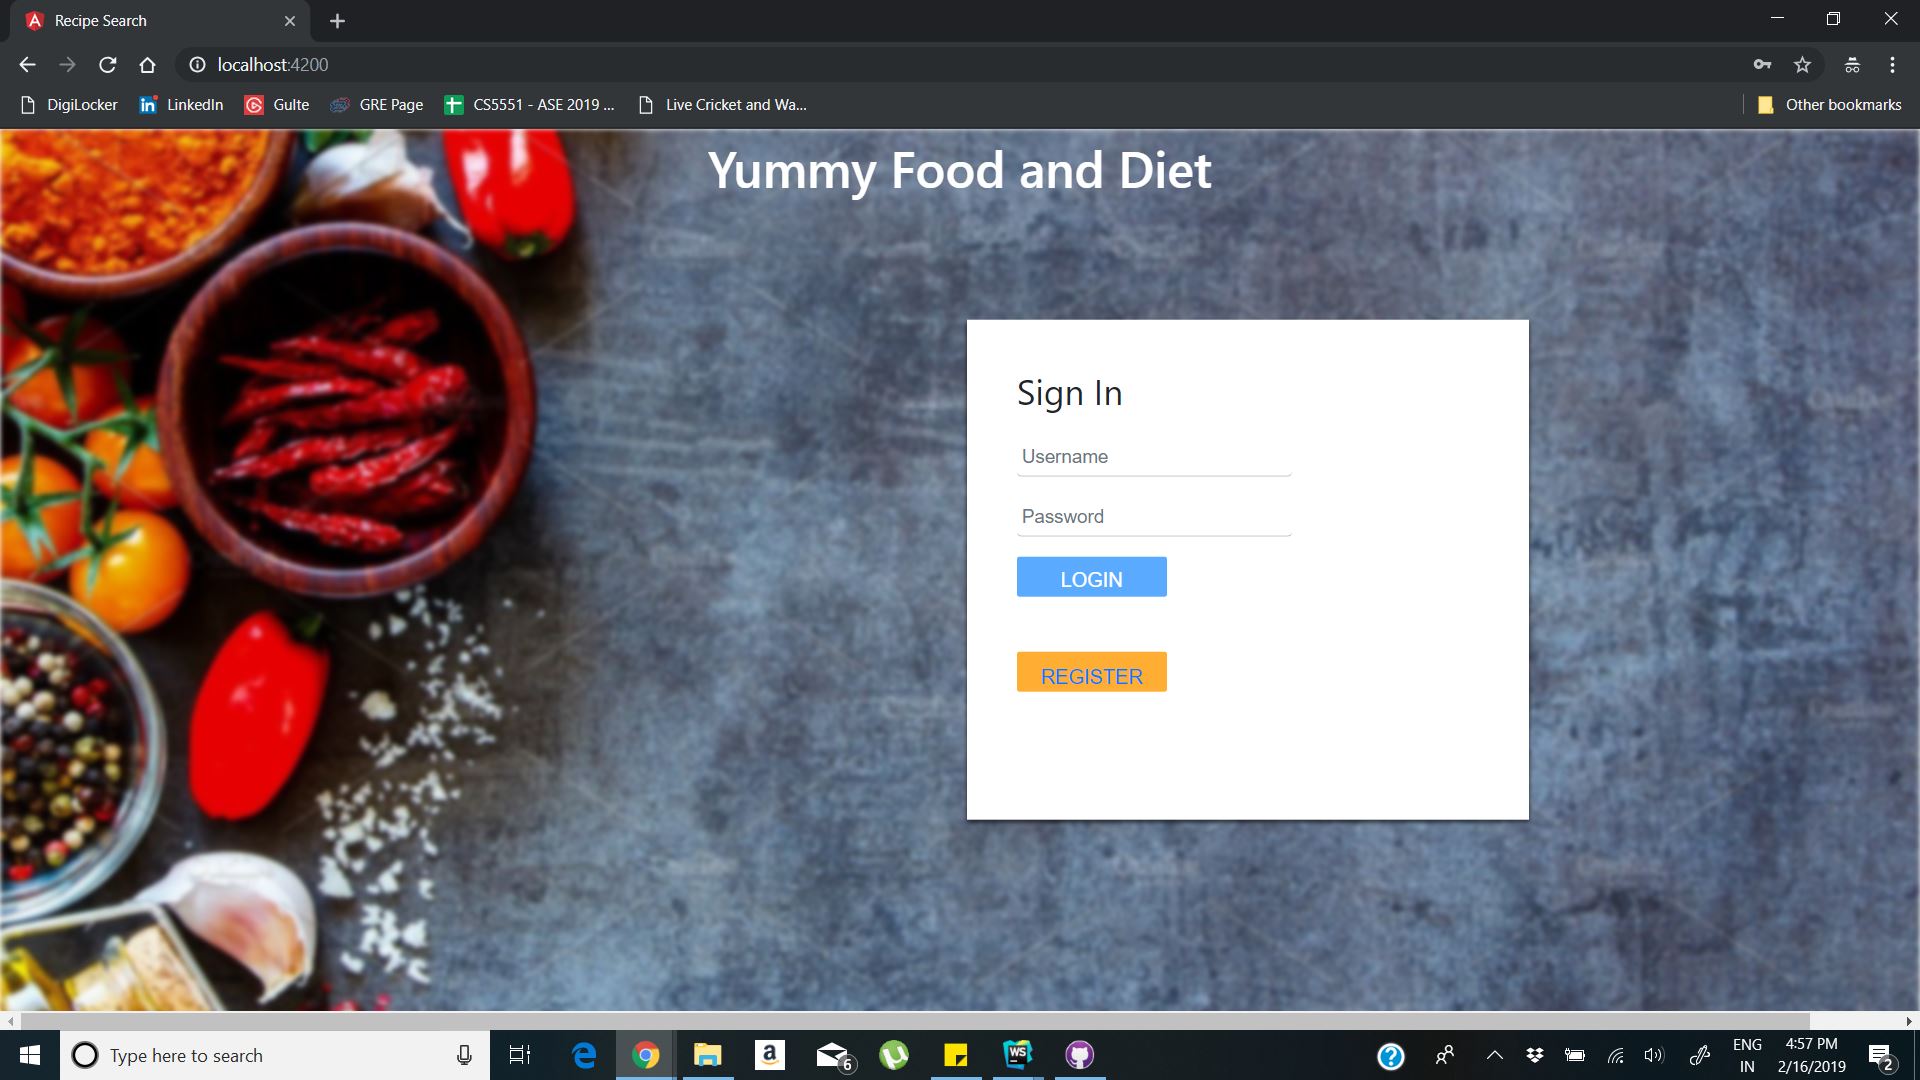 Recipe Search
localhost:4200
DigiLocker
LinkedIn
Gulte
GRE Page
CS5551 - ASE 2019 ...
Live Cricket and Wa...
Other bookmarks
Yummy Food and Diet
Sign In
Username
Password
LOGIN
REGISTER
Type here to search
6
WS
ENG
IN
4:57 PM
2/16/2019
2